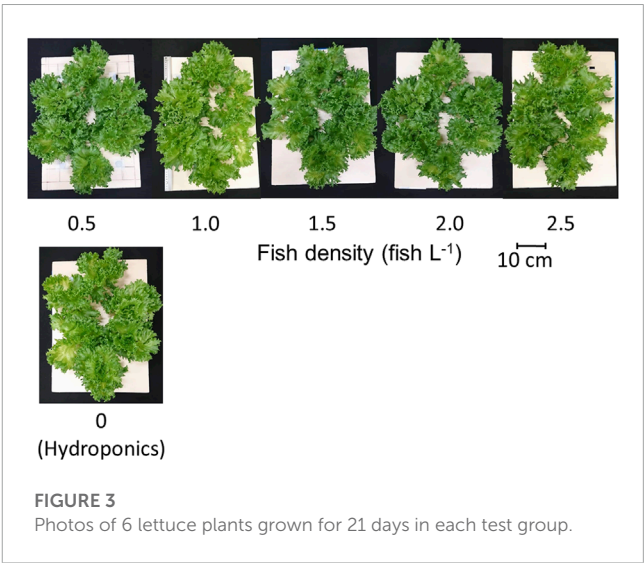 0.5 1.0 1.5 2.0 2.5
Fish density (fish L-1)
10 cm
0
(Hydroponics)
FIGURE 3
Photos of 6 lettuce plants grown for 21 days in each test group.